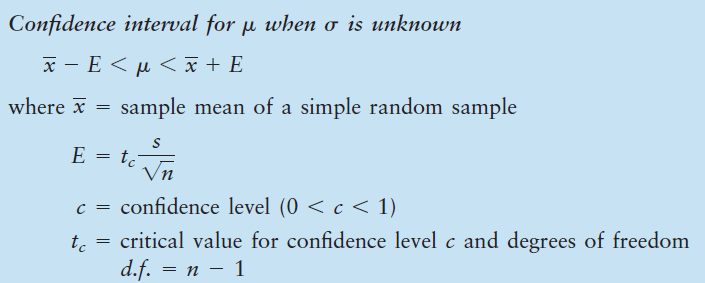 Confidence interval for μ when σ is unknown
x̄ − E < μ < x̄ + E
where x̄ = sample mean of a simple random sample
E = t_c s/√n
c = confidence level (0 < c < 1)
t_c = critical value for confidence level c and degrees of freedom
d.f. = n − 1